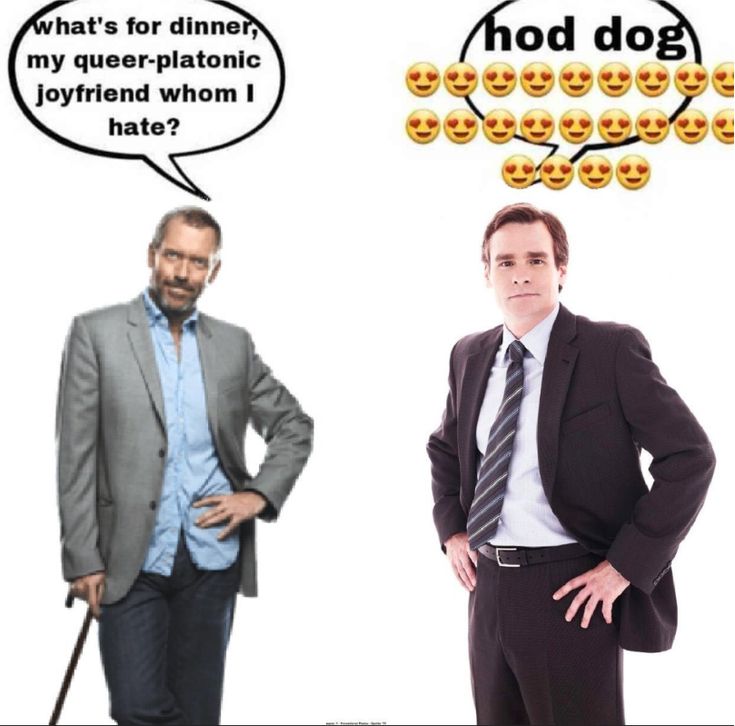 what's for dinner,
my queer-platonic
joyfriend whom I
hate?
hod dog